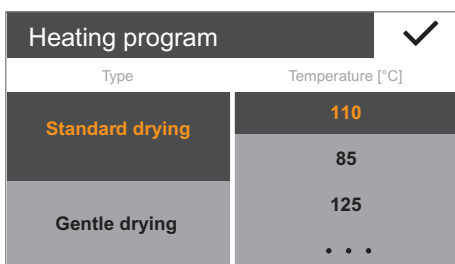 Heating program
Type Temperature [°C]
Standard drying 110
85
Gentle drying 125
• • •